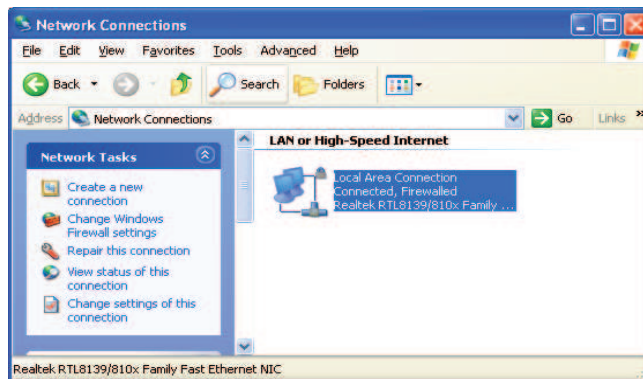 Network Connections
File Edit View Favorites Tools Advanced Help
Back Search Folders
Address Network Connections Go Links »
LAN or High-Speed Internet
Network Tasks
Local Area Connection
Connected, Firewalled
Realtek RTL8139/810x Family ...
Create a new
connection
Change Windows
Firewall settings
Repair this connection
View status of this
connection
Change settings of this
connection
Realtek RTL8139/810x Family Fast Ethernet NIC